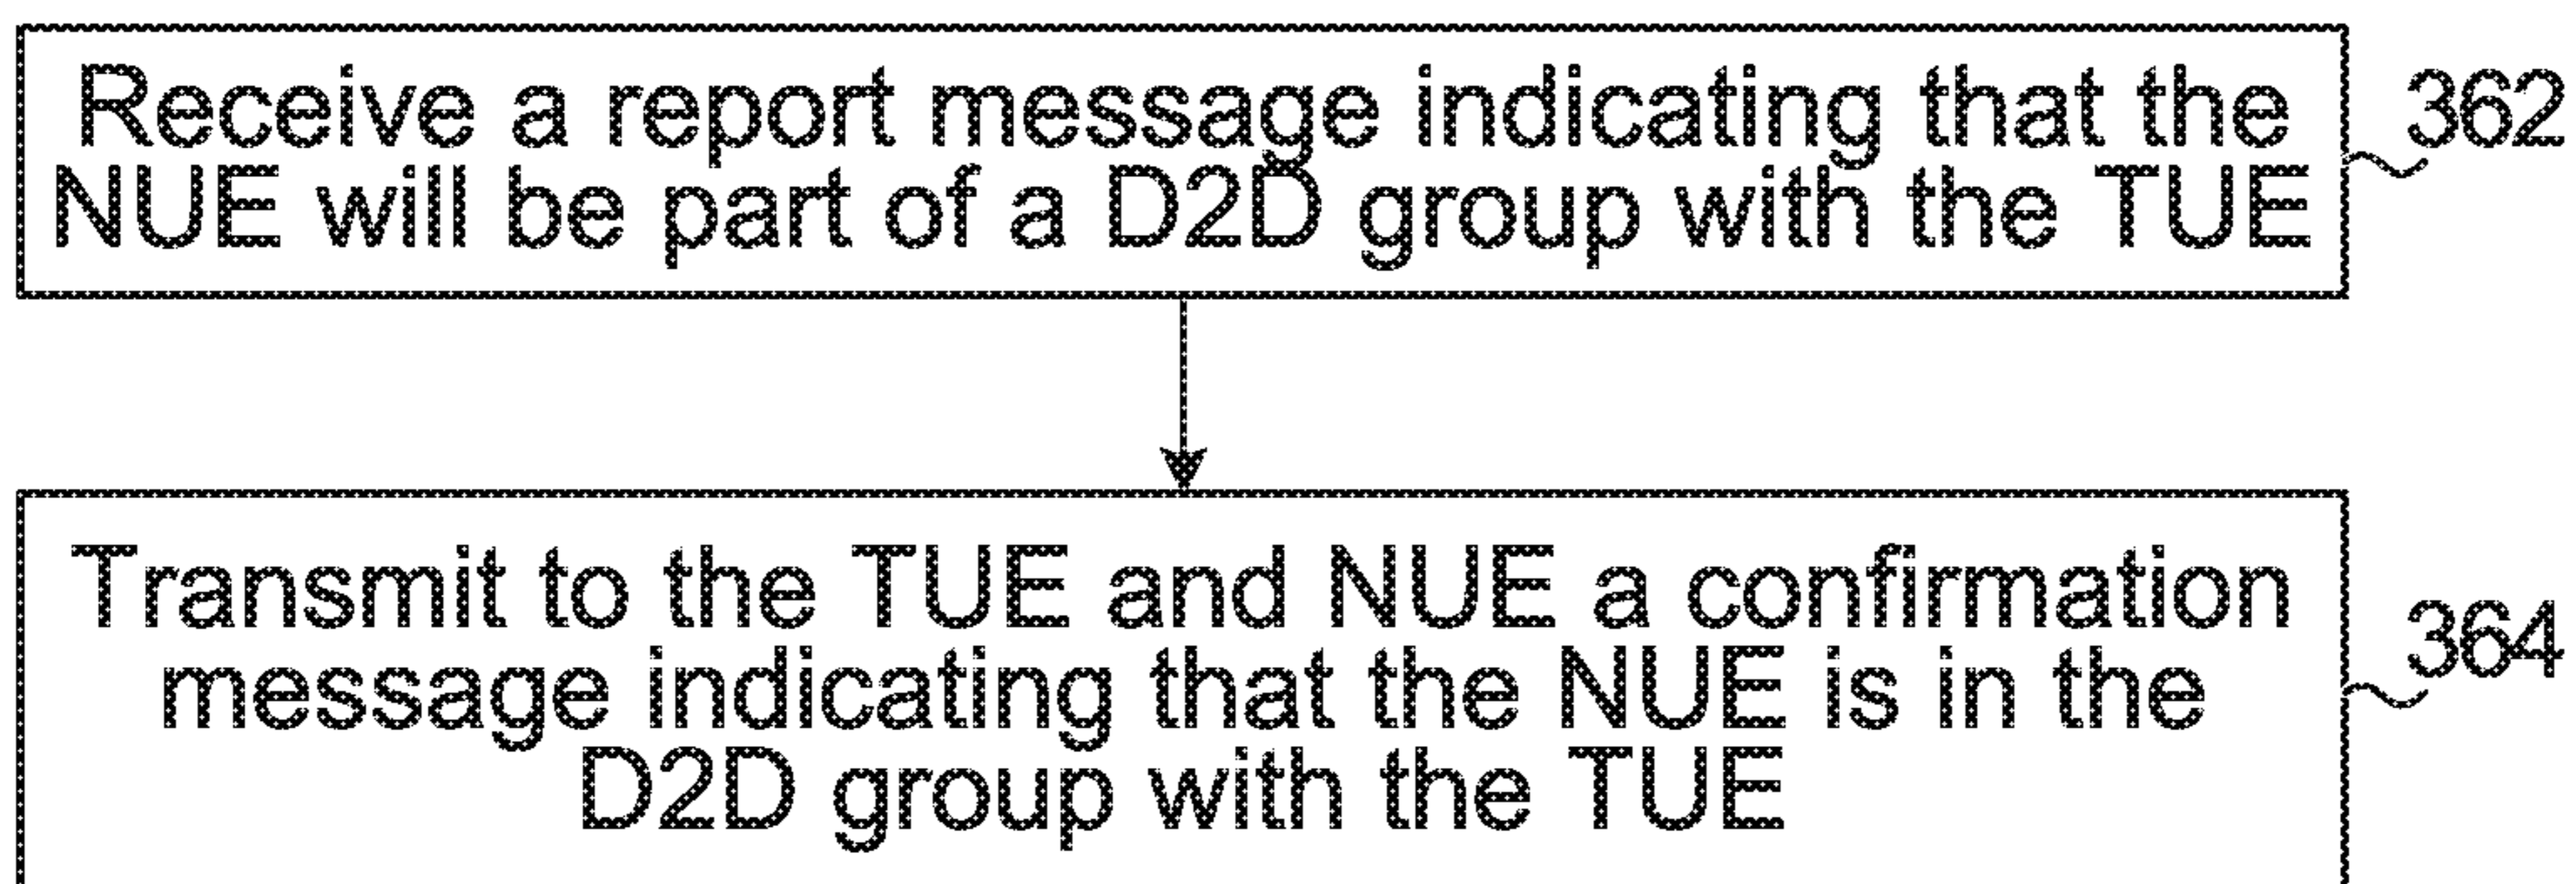 Receive a report message indicating that the
NUE will be part of a D2D group with the TUE
362
Transmit to the TUE and NUE a confirmation
message indicating that the NUE is in the
D2D group with the TUE
364